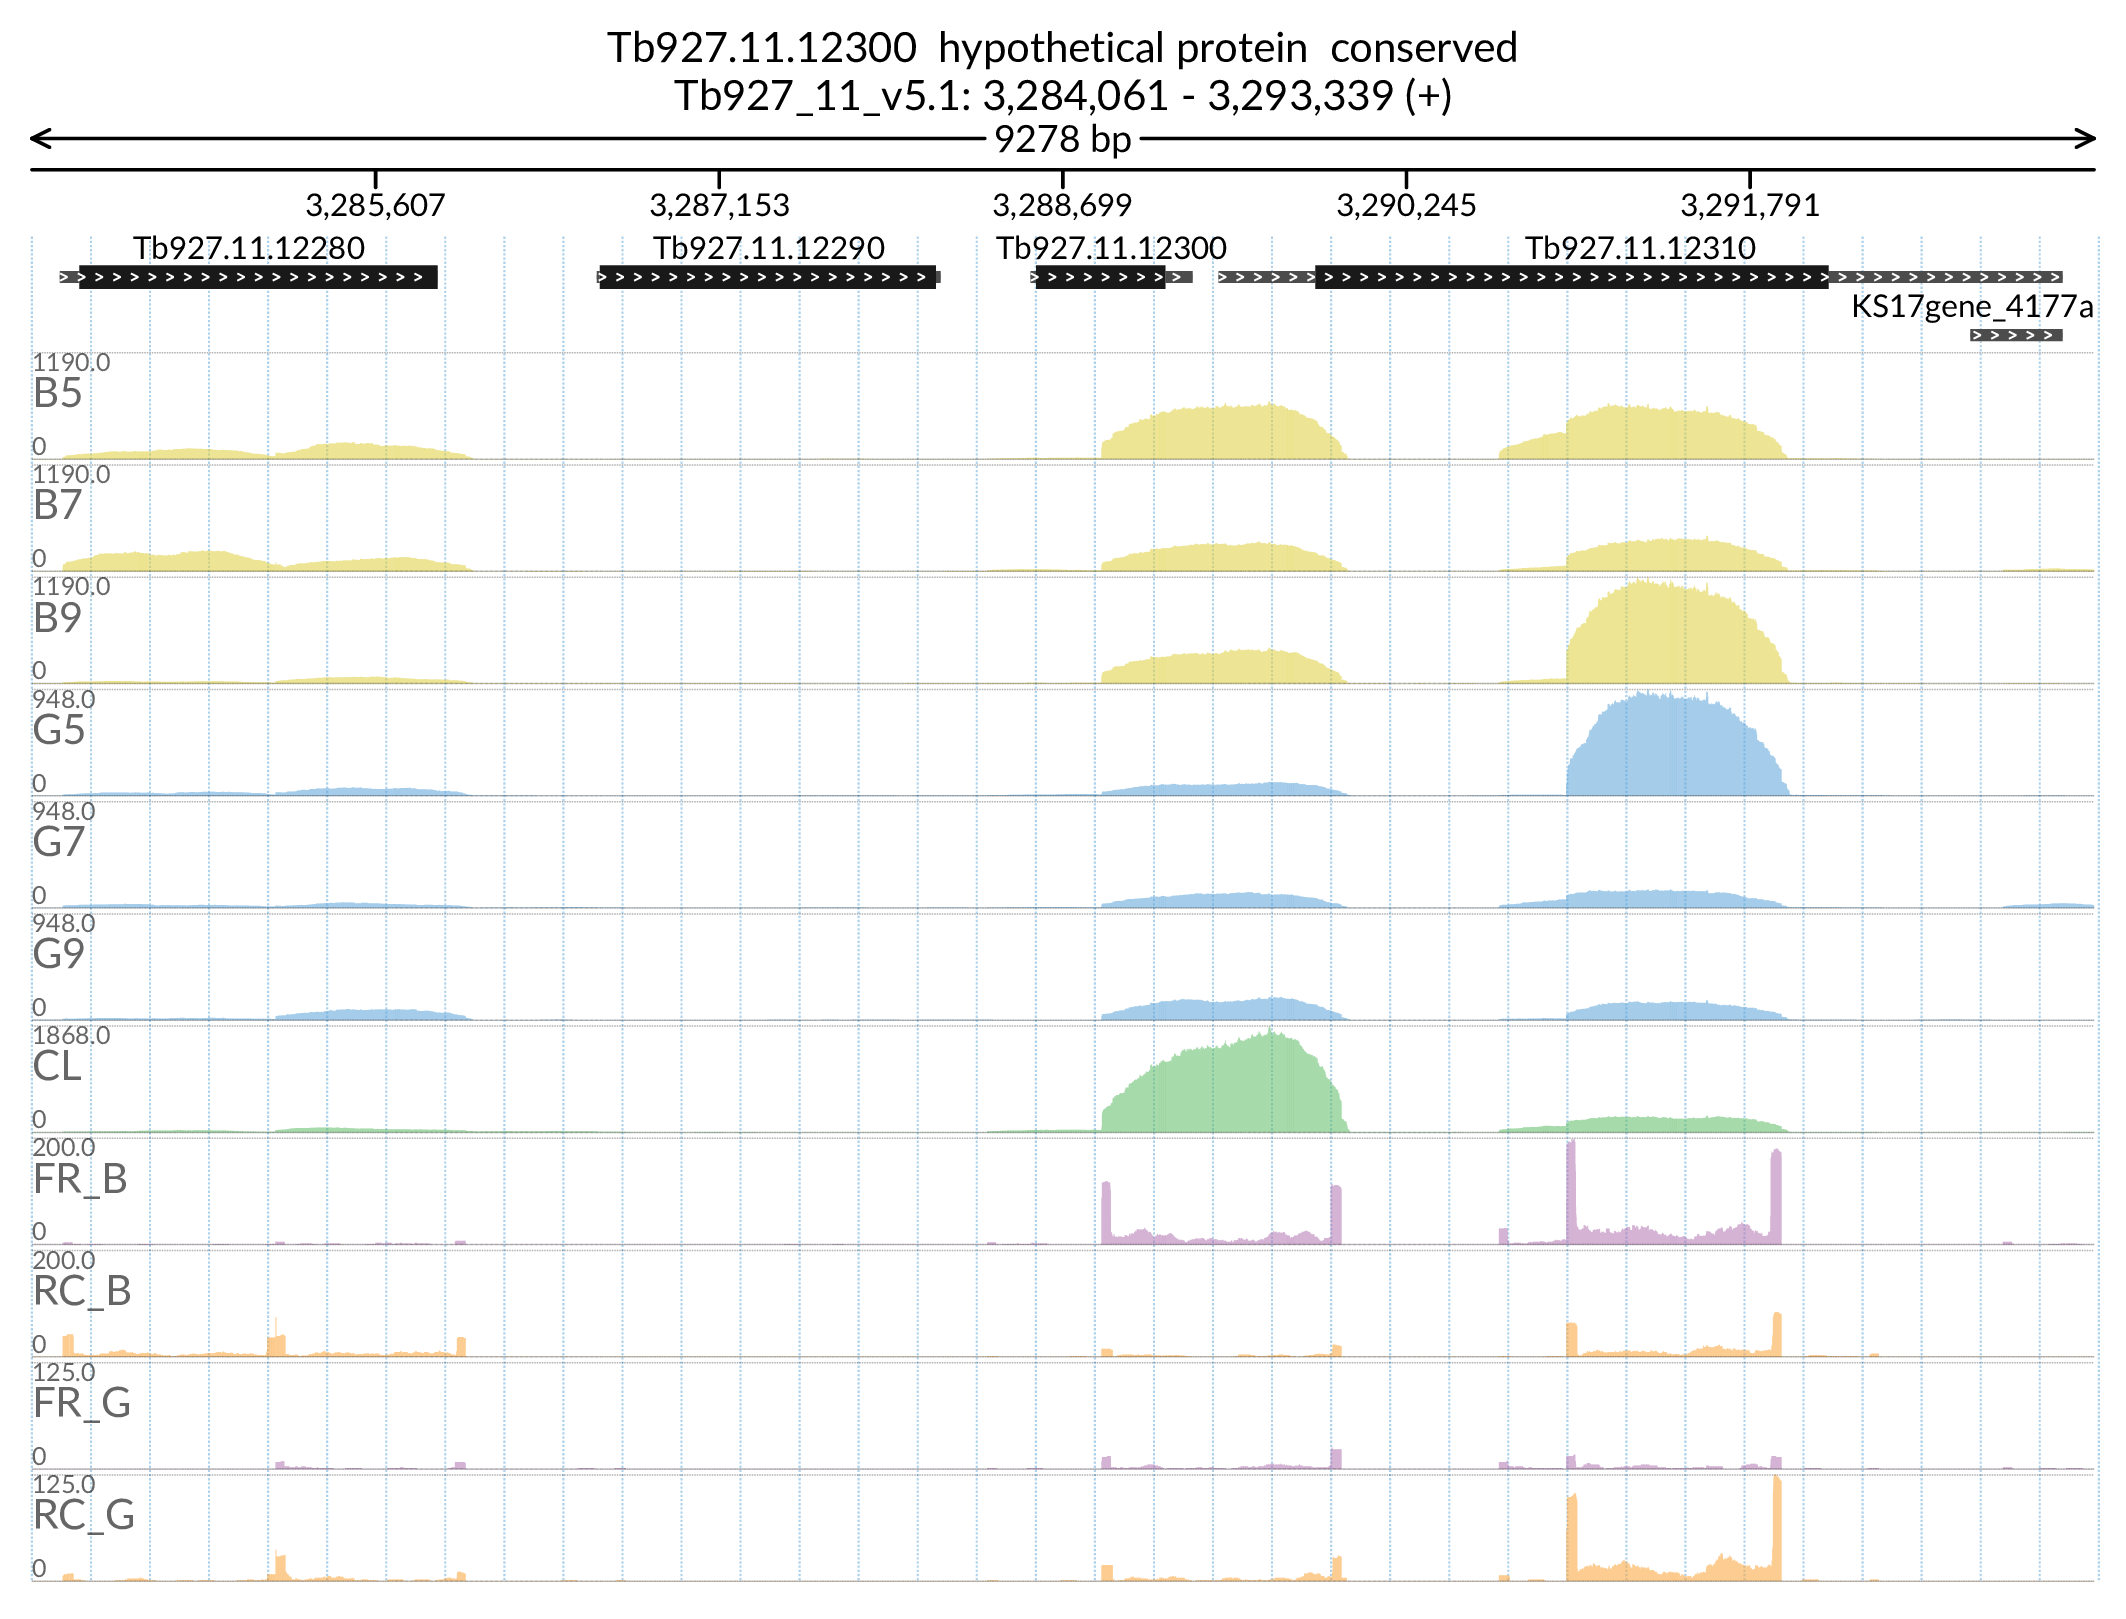 Tb927.11.12300 hypothetical protein conserved
Tb927_11_v5.1: 3,284,061 - 3,293,339 (+)
9278 bp
3,285,607 3,287,153 3,288,699 3,290,245 3,291,791
Tb927.11.12280 Tb927.11.12290 Tb927.11.12300 Tb927.11.12310
KS17gene_4177a
1190.0
B5
0
1190.0
B7
0
1190.0
B9
0
948.0
G5
0
948.0
G7
0
948.0
G9
0
1868.0
CL
0
200.0
FR_B
0
200.0
RC_B
0
125.0
FR_G
0
125.0
RC_G
0